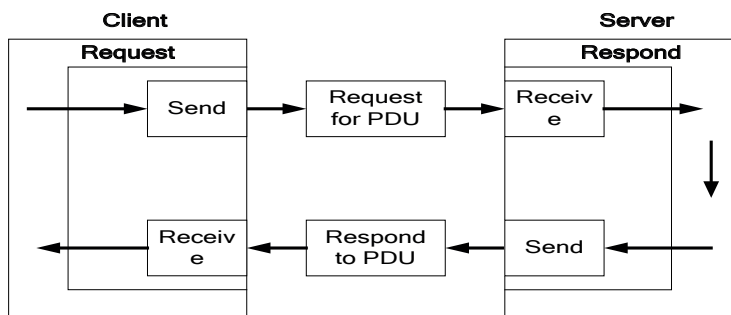 Client
Server
Request
Respond
Send
Request
for PDU
Receiv
e
Receiv
e
Respond
to PDU
Send